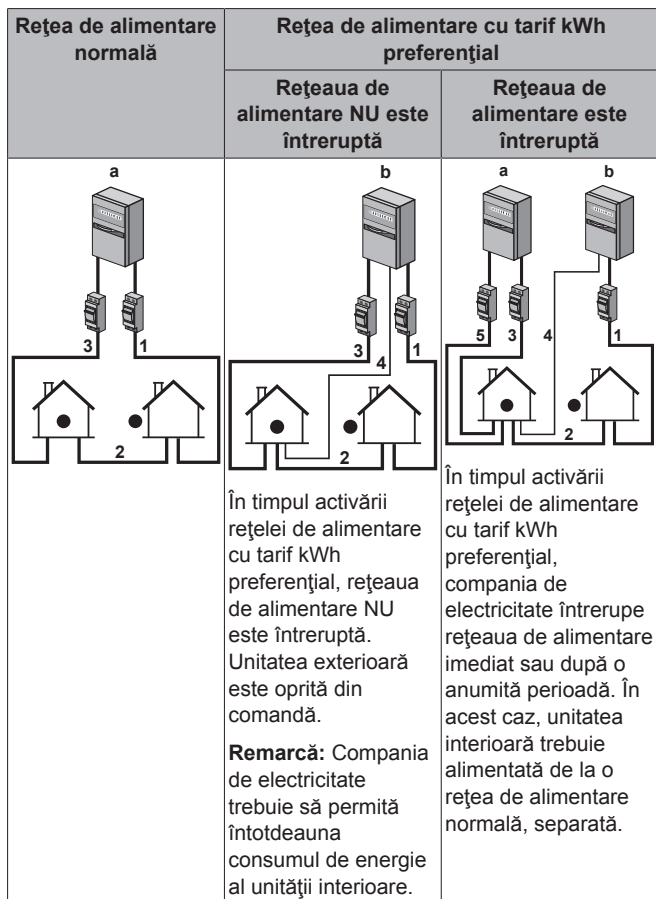 Reţea de alimentare
normală
Reţea de alimentare cu tarif kWh
preferenţial
Reţeaua de
alimentare NU este
întreruptă
Reţeaua de
alimentare este
întreruptă
a
3
1
2
b
3
4
1
2
În timpul activării
reţelei de alimentare
cu tarif kWh
preferenţial, reţeaua
de alimentare NU
este întreruptă.
Unitatea exterioară
este oprită din
comandă.
Remarcă: Compania
de electricitate
trebuie să permită
întotdeauna
consumul de energie
al unităţii interioare.
a
b
5
3
4
1
2
În timpul activării
reţelei de alimentare
cu tarif kWh
preferenţial,
compania de
electricitate întrerupe
reţeaua de alimentare
imediat sau după o
anumită perioadă. În
acest caz, unitatea
interioară trebuie
alimentată de la o
reţea de alimentare
normală, separată.